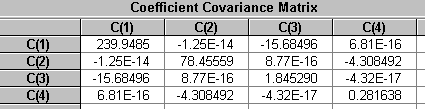 Coefficient Covariance Matrix
C(1) C(2) C(3) C(4)
C(1) 239.9485 -1.25E-14 -15.68496 6.81E-16
C(2) -1.25E-14 78.45559 8.77E-16 -4.308492
C(3) -15.68496 8.77E-16 1.845290 -4.32E-17
C(4) 6.81E-16 -4.308492 -4.32E-17 0.281638